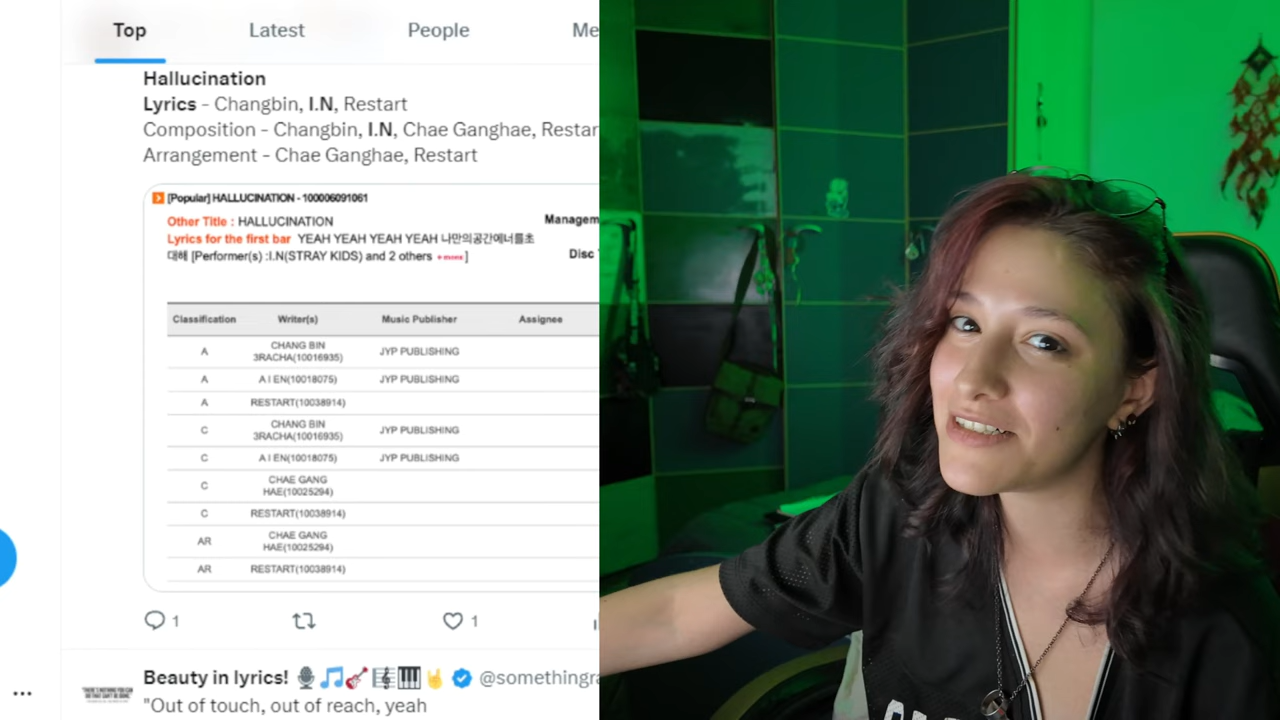 Top Latest People Me
Hallucination
Lyrics - Changbin, I.N, Restart
Composition - Changbin, I.N, Chae Ganghae, Restar
Arrangement - Chae Ganghae, Restart
[Popular] HALLUCINATION - 100006091061
Other Title : HALLUCINATION Managem
Lyrics for the first bar YEAH YEAH YEAH YEAH 나만의공간에너를초
대해 [Performer(s) :I.N(STRAY KIDS) and 2 others +more ] Disc T
Classification Writer(s) Music Publisher Assignee
A CHANG BIN 3RACHA(10016935) JYP PUBLISHING
A A I EN(10018075) JYP PUBLISHING
A RESTART(10038914)
C CHANG BIN 3RACHA(10016935) JYP PUBLISHING
C A I EN(10018075) JYP PUBLISHING
C CHAE GANG HAE(10025294)
C RESTART(10038914)
AR CHAE GANG HAE(10025294)
AR RESTART(10038914)
1 1
Beauty in lyrics! @somethingra
"Out of touch, out of reach, yeah